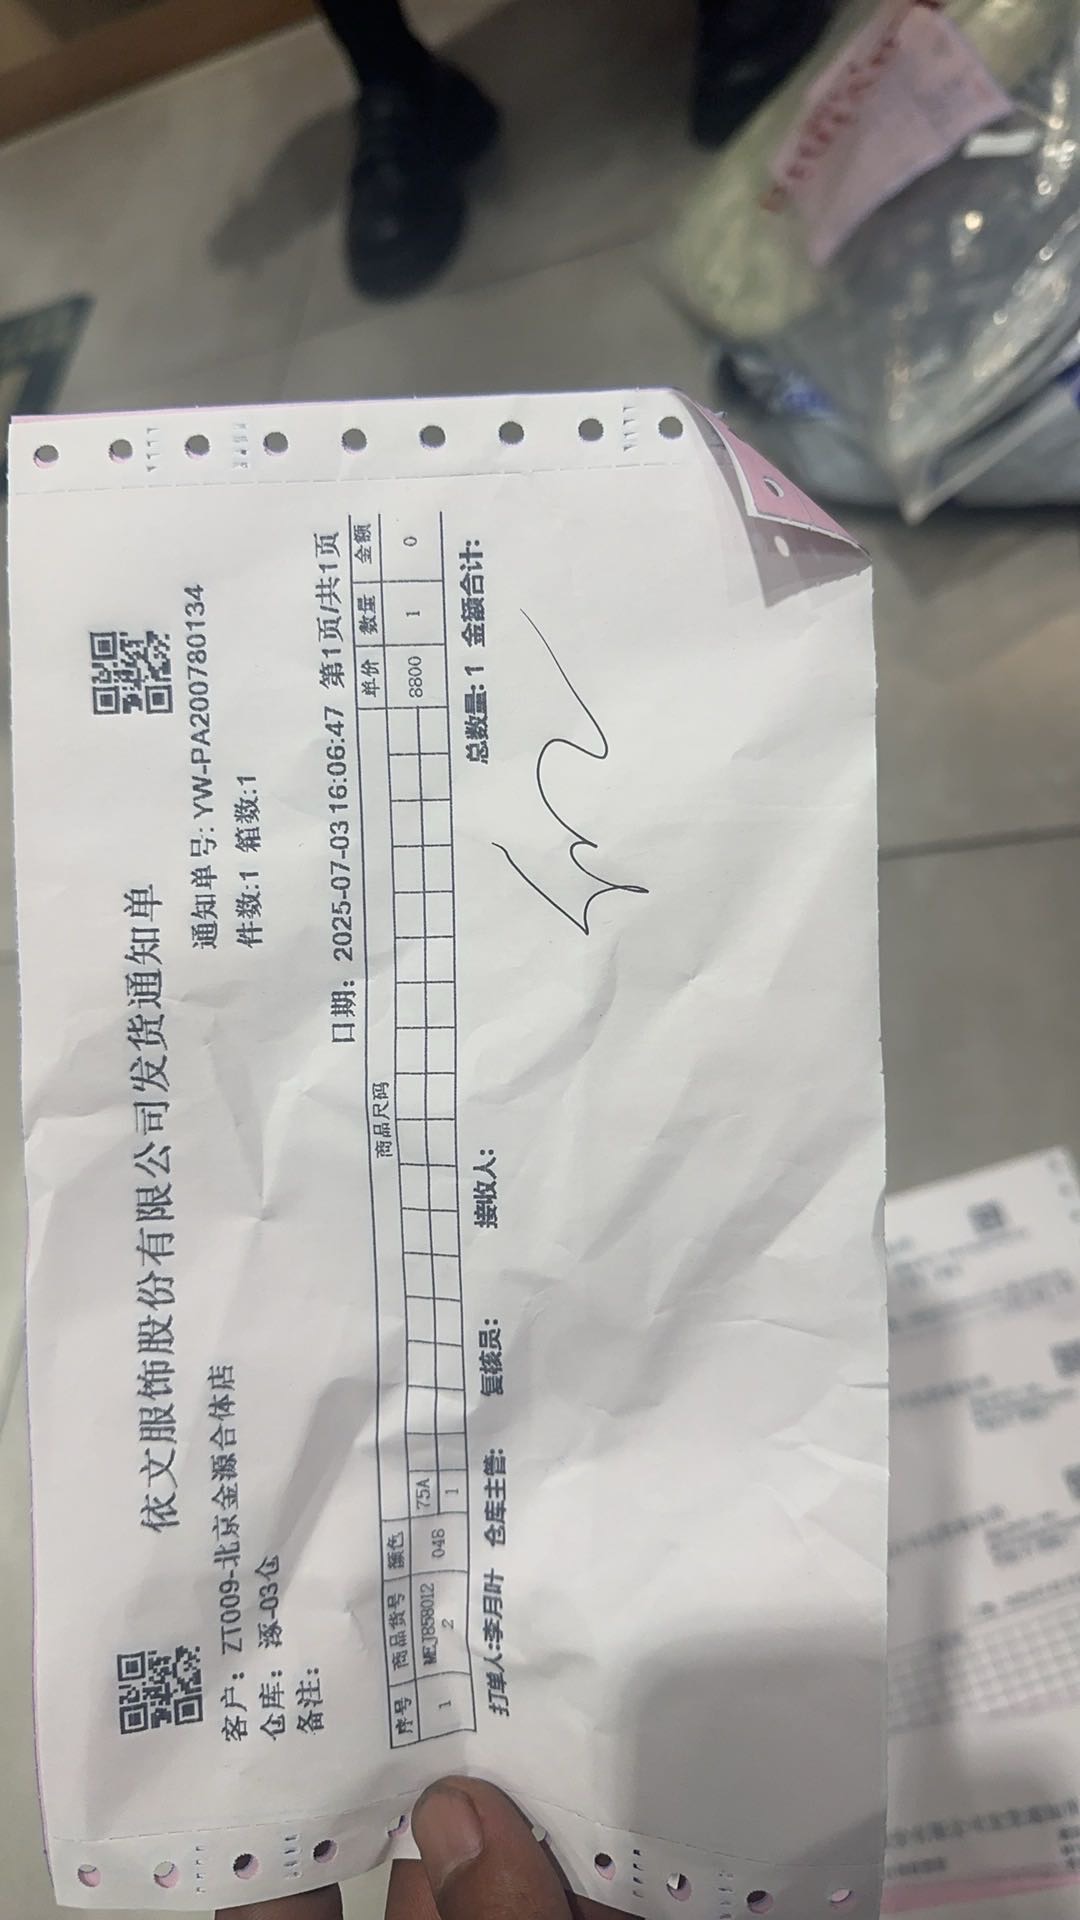 依文服饰股份有限公司发货通知单
客户: ZT009-北京金源合体店
通知单号: YW-PA200780134
仓库: 涿-03仓
件数:1 箱数:1
备注:
日期: 2025-07-03 16:06:47 第1页/共1页
序号 商品货号 颜色 商品尺码 单价 数量 金额
75A
1 MEJ858012 048 1 8800 1 0
2
总数量: 1 金额合计:
打单人:李月叶 仓库主管: 复核员: 接收人: